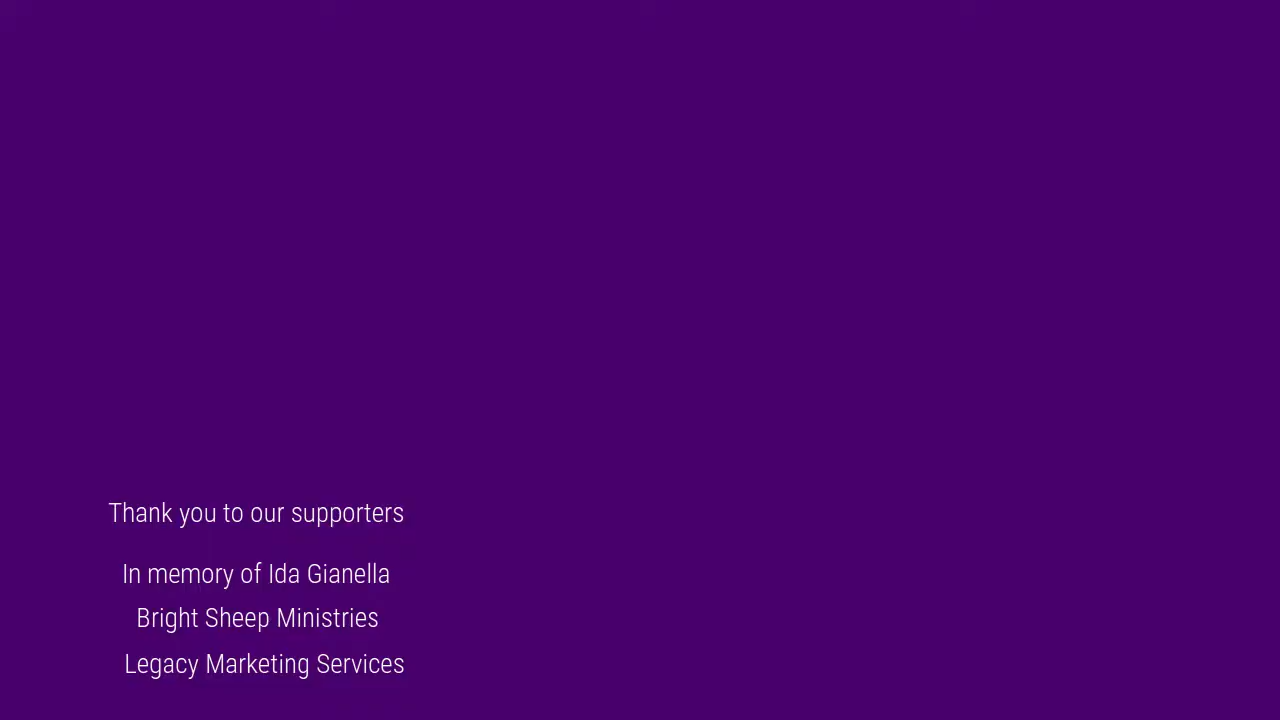 Thank you to our supporters
In memory of Ida Gianella
Bright Sheep Ministries
Legacy Marketing Services